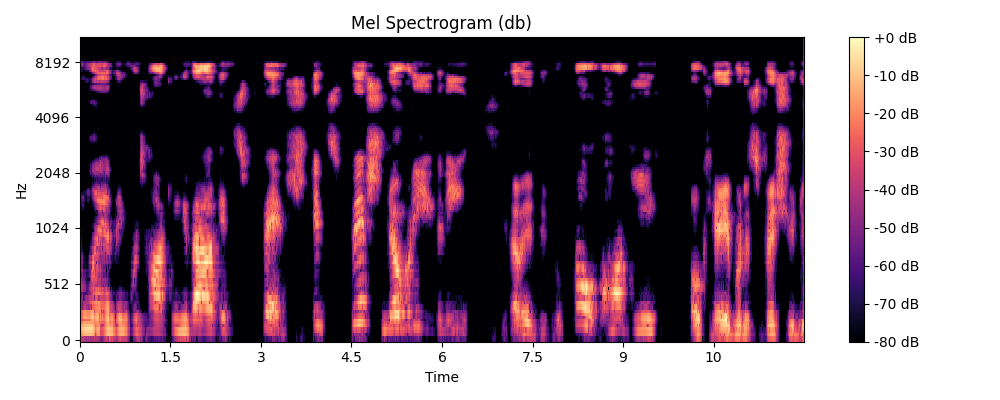 Mel Spectrogram (db)
+0 dB
8192
-10 dB
4096
-20 dB
-30 dB
2048
Hz
-40 dB
1024
-50 dB
-60 dB
512
-70 dB
0
-80 dB
0 1.5 3 4.5 6 7.5 9 10
Time